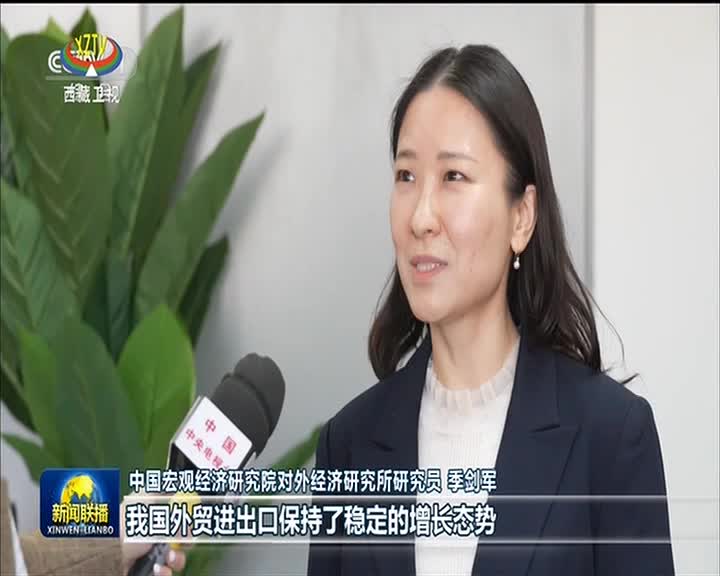 XZTV
西藏卫视
中国
中央电视
中国宏观经济研究院对外经济研究所研究员 季剑军
新闻联播
XINWEN-LIANBO
我国外贸进出口保持了稳定的增长态势